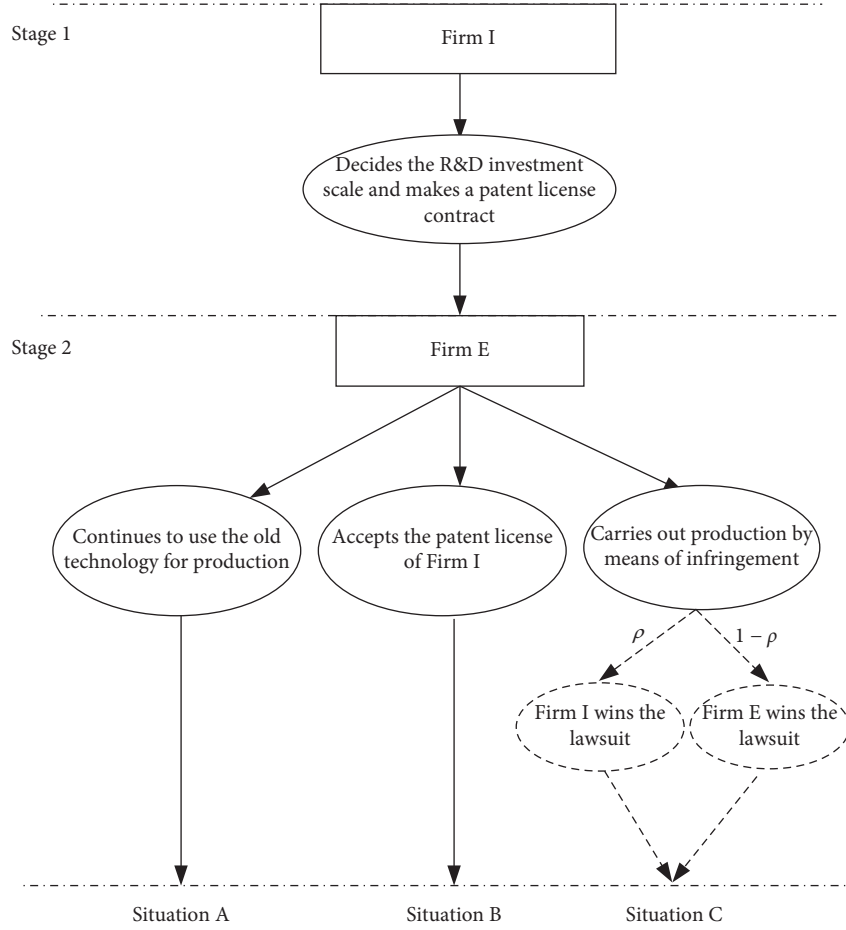 Stage 1
Firm I
Decides the R&D investment
scale and makes a patent license
contract
Stage 2
Firm E
Continues to use the old
technology for production
Accepts the patent license
of Firm I
Carries out production by
means of infringement
ρ
1 − ρ
Firm I wins the
lawsuit
Firm E wins the
lawsuit
Situation A
Situation B
Situation C